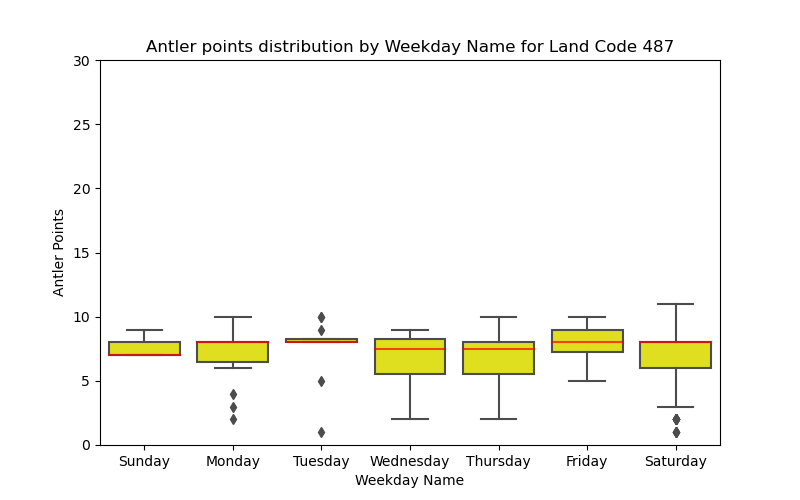 Antler points distribution by Weekday Name for Land Code 487
30
25
20
15
10
5
0
Antler Points
Sunday Monday Tuesday Wednesday Thursday Friday Saturday
Weekday Name